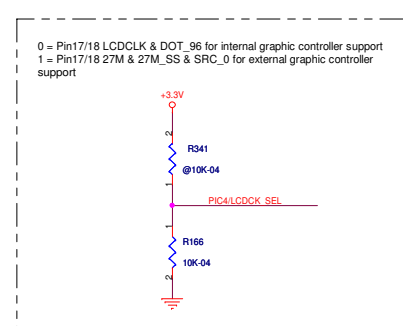 0 = Pin17/18 LCDCLK & DOT_96 for internal graphic controller support
1 = Pin17/18 27M & 27M_SS & SRC_0 for external graphic controller
support
+3.3V
2
R341
@10K-04
1
PIC4/LCDCK_SEL
1
R166
10K-04
2